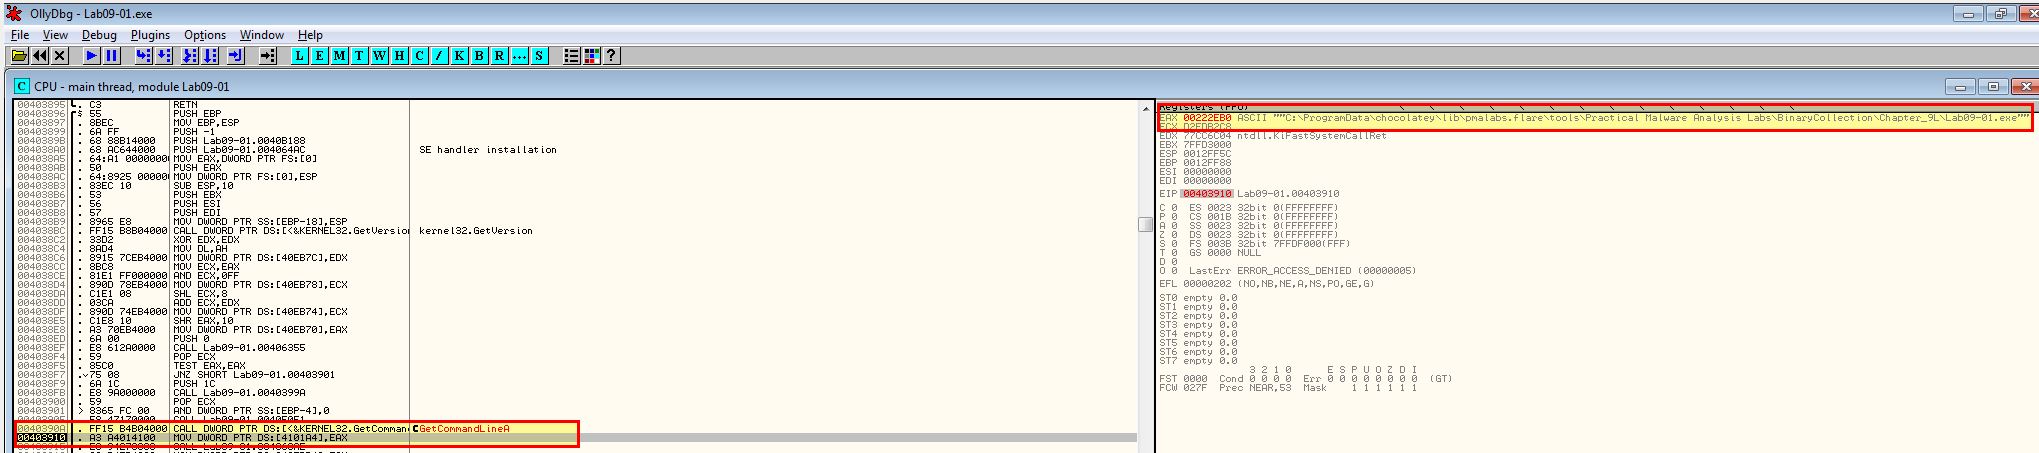 OllyDbg - Lab09-01.exe
File View Debug Plugins Options Window Help
L E M T W H C / K B R ... S ?
C CPU - main thread, module Lab09-01
00403895 . C3 RETN
00403896 $ 55 PUSH EBP
00403897 . 8BEC MOV EBP,ESP
00403899 . 6A FF PUSH -1
0040389B . 68 88B14000 PUSH Lab09-01.0040B188
004038A0 . 68 AC644000 PUSH Lab09-01.004064AC SE handler installation
004038A5 . 64:A1 00000000 MOV EAX,DWORD PTR FS:[0]
004038AB . 50 PUSH EAX
004038AC . 64:8925 000000 MOV DWORD PTR FS:[0],ESP
004038B3 . 83EC 10 SUB ESP,10
004038B6 . 53 PUSH EBX
004038B7 . 56 PUSH ESI
004038B8 . 57 PUSH EDI
004038B9 . 8965 E8 MOV DWORD PTR SS:[EBP-18],ESP
004038BC . FF15 B8B04000 CALL DWORD PTR DS:[<&KERNEL32.GetVersion kernel32.GetVersion
004038C2 . 33D2 XOR EDX,EDX
004038C4 . 8AD4 MOV DL,AH
004038C6 . 8915 7CEB4000 MOV DWORD PTR DS:[40EB7C],EDX
004038CC . 8BC8 MOV ECX,EAX
004038CE . 81E1 FF000000 AND ECX,0FF
004038D4 . 890D 78EB4000 MOV DWORD PTR DS:[40EB78],ECX
004038DA . C1E1 08 SHL ECX,8
004038DD . 03CA ADD ECX,EDX
004038DF . 890D 74EB4000 MOV DWORD PTR DS:[40EB74],ECX
004038E5 . C1E8 10 SHR EAX,10
004038E8 . A3 70EB4000 MOV DWORD PTR DS:[40EB70],EAX
004038ED . 6A 00 PUSH 0
004038EF . E8 612A0000 CALL Lab09-01.00406355
004038F4 . 59 POP ECX
004038F5 . 85C0 TEST EAX,EAX
004038F7 . 75 08 JNZ SHORT Lab09-01.00403901
004038F9 . 6A 1C PUSH 1C
004038FB . E8 9A000000 CALL Lab09-01.0040399A
00403900 . 59 POP ECX
00403901 > 8365 FC 00 AND DWORD PTR SS:[EBP-4],0
0040390A . FF15 B4B04000 CALL DWORD PTR DS:[<&KERNEL32.GetComman GetCommandLineA
00403910 . A3 A4014100 MOV DWORD PTR DS:[4101A4],EAX
Registers (FPU)
EAX 00222EB0 ASCII """C:\ProgramData\chocolatey\lib\pmalabs.flare\tools\Practical Malware Analysis Labs\BinaryCollection\Chapter_9L\Lab09-01.exe"""
ECX D2EDB2C8
EDX 77CC6C04 ntdll.KiFastSystemCallRet
EBX 7FFD3000
ESP 0012FF5C
EBP 0012FF88
ESI 00000000
EDI 00000000
EIP 00403910 Lab09-01.00403910
C 0 ES 0023 32bit 0(FFFFFFFF)
P 0 CS 001B 32bit 0(FFFFFFFF)
A 0 SS 0023 32bit 0(FFFFFFFF)
Z 0 DS 0023 32bit 0(FFFFFFFF)
S 0 FS 003B 32bit 7FFDF000(FFF)
T 0 GS 0000 NULL
D 0
O 0 LastErr ERROR_ACCESS_DENIED (00000005)
EFL 00000202 (NO,NB,NE,A,NS,PO,GE,G)
ST0 empty 0.0
ST1 empty 0.0
ST2 empty 0.0
ST3 empty 0.0
ST4 empty 0.0
ST5 empty 0.0
ST6 empty 0.0
ST7 empty 0.0
3 2 1 0 E S P U O Z D I
FST 0000 Cond 0 0 0 0 Err 0 0 0 0 0 0 0 0 (GT)
FCW 027F Prec NEAR,53 Mask 1 1 1 1 1 1